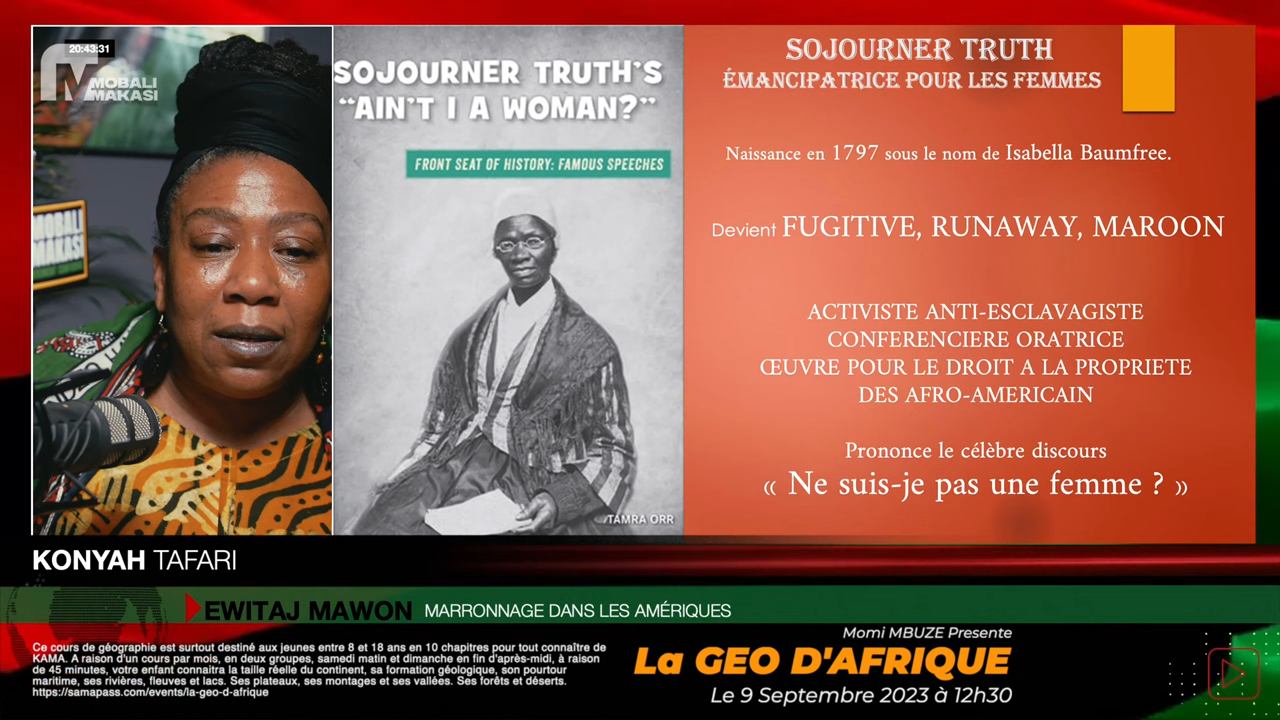 20:43:31
MOBALI
MAKASI
MOBALI
MAKASI
SOJOURNER TRUTH'S
"AIN'T I A WOMAN?"
FRONT SEAT OF HISTORY: FAMOUS SPEECHES
TAMRA ORR
SOJOURNER TRUTH
ÉMANCIPATRICE POUR LES FEMMES
Naissance en 1797 sous le nom de Isabella Baumfree.
Devient FUGITIVE, RUNAWAY, MAROON
ACTIVISTE ANTI-ESCLAVAGISTE
CONFERENCIERE ORATRICE
ŒUVRE POUR LE DROIT A LA PROPRIETE
DES AFRO-AMERICAIN
Prononce le célèbre discours
« Ne suis-je pas une femme ? »
KONYAH TAFARI
EWITAJ MAWON MARRONNAGE DANS LES AMÉRIQUES
Ce cours de géographie est surtout destiné aux jeunes entre 8 et 18 ans en 10 chapitres pour tout connaître de
KAMA. A raison d'un cours par mois, en deux groupes, samedi matin et dimanche en fin d'après-midi, à raison
de 45 minutes, votre enfant connaitra la taille réelle du continent, sa formation géologique, son pourtour
maritime, ses rivières, fleuves et lacs. Ses plateaux, ses montages et ses vallées. Ses forêts et déserts.
https://samapass.com/events/la-geo-d-afrique
Momi MBUZE Presente
La GEO D'AFRIQUE
Le 9 Septembre 2023 à 12h30